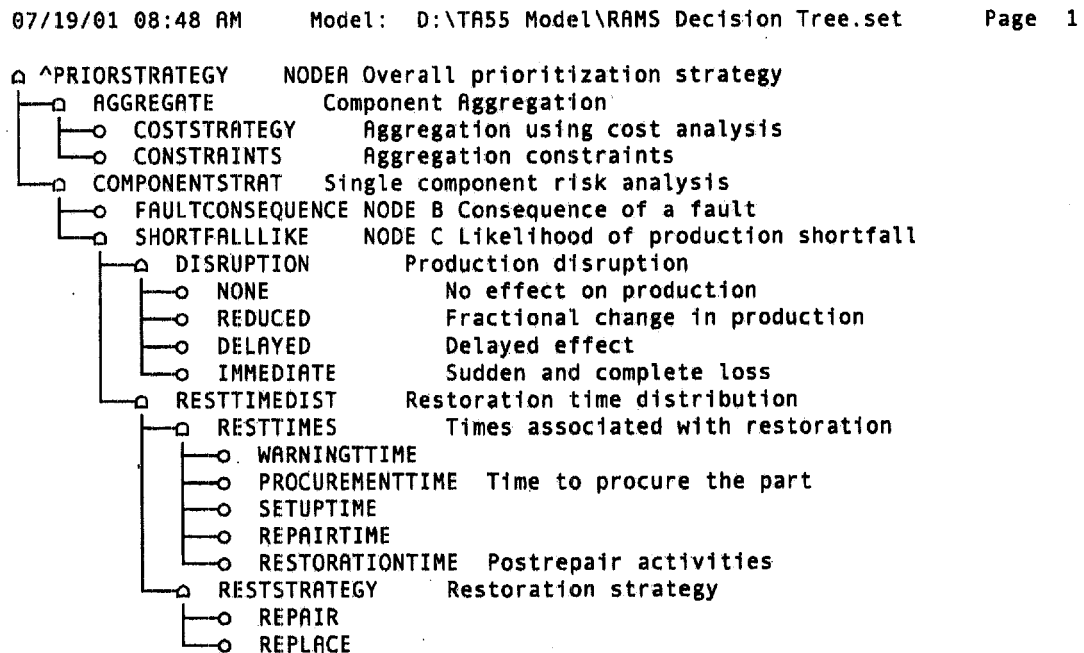 07/19/01 08:48 AM Model: D:\TA55 Model\RAMS Decision Tree.set Page 1
^PRIORSTRATEGY NODEA Overall prioritization strategy
AGGREGATE Component Aggregation
COSTSTRATEGY Aggregation using cost analysis
CONSTRAINTS Aggregation constraints
COMPONENTSTRAT Single component risk analysis
FAULTCONSEQUENCE NODE B Consequence of a fault
SHORTFALLLIKE NODE C Likelihood of production shortfall
DISRUPTION Production disruption
NONE No effect on production
REDUCED Fractional change in production
DELAYED Delayed effect
IMMEDIATE Sudden and complete loss
RESTTIMEDIST Restoration time distribution
RESTTIMES Times associated with restoration
WARNINGTTIME
PROCUREMENTTIME Time to procure the part
SETUPTIME
REPAIRTIME
RESTORATIONTIME Postrepair activities
RESTSTRATEGY Restoration strategy
REPAIR
REPLACE